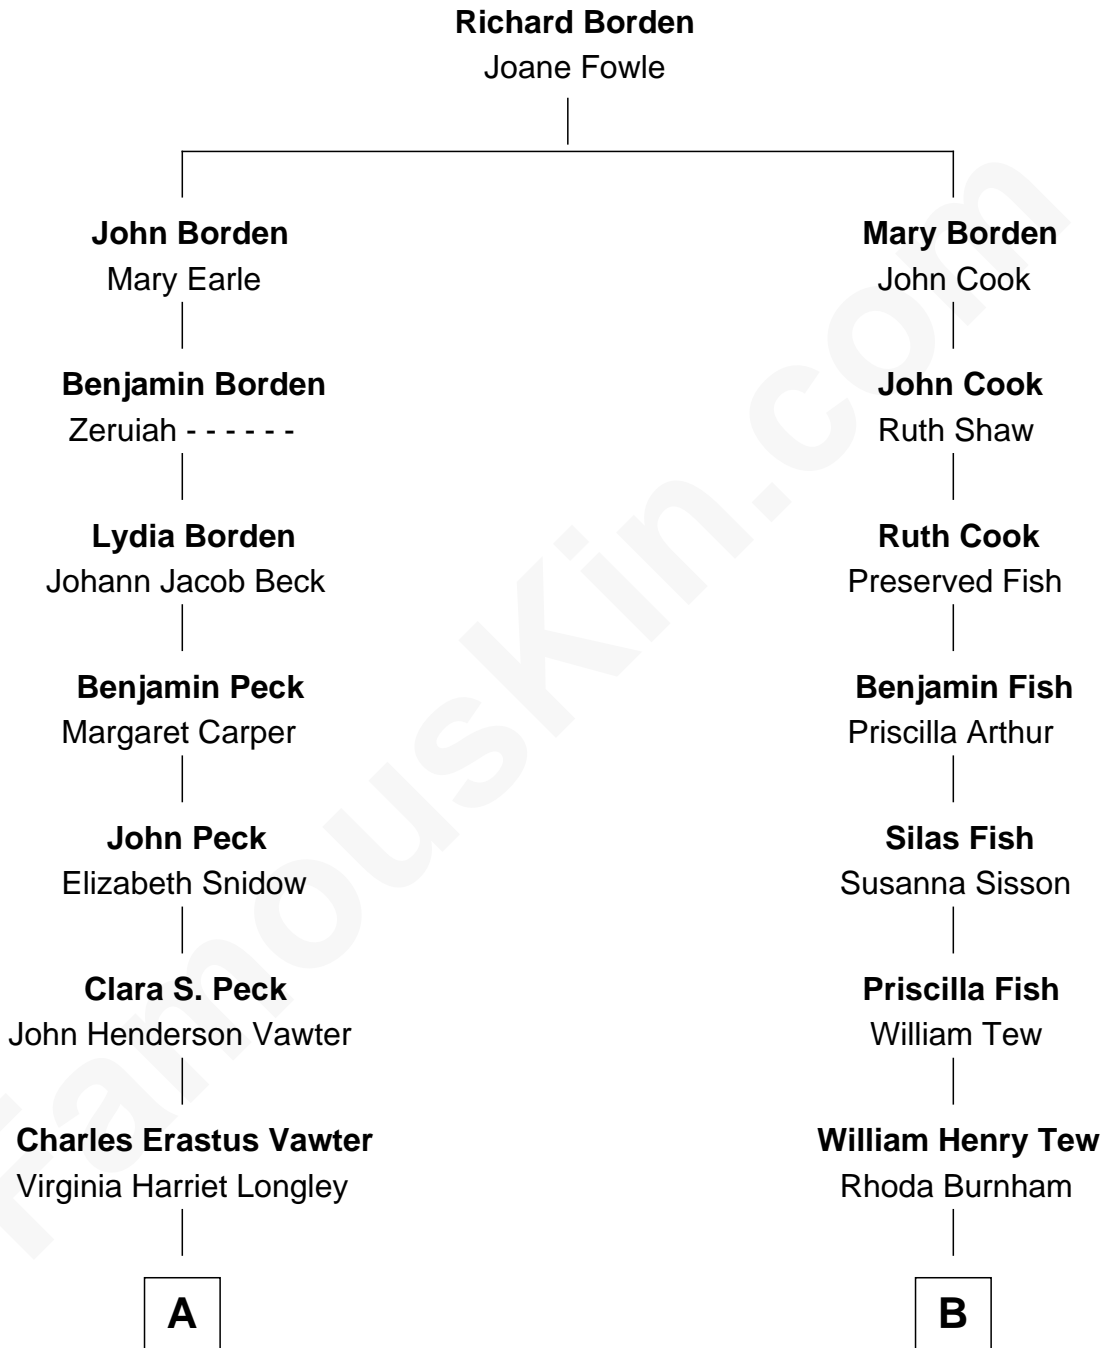 Richard Borden
Joane Fowle
John Borden
Mary Earle
Mary Borden
John Cook
Benjamin Borden
Zeruiah - - - - - -
John Cook
Ruth Shaw
Lydia Borden
Johann Jacob Beck
Ruth Cook
Preserved Fish
Benjamin Peck
Margaret Carper
Benjamin Fish
Priscilla Arthur
John Peck
Elizabeth Snidow
Silas Fish
Susanna Sisson
Clara S. Peck
John Henderson Vawter
Priscilla Fish
William Tew
Charles Erastus Vawter
Virginia Harriet Longley
William Henry Tew
Rhoda Burnham
A
B
FamousKin.com